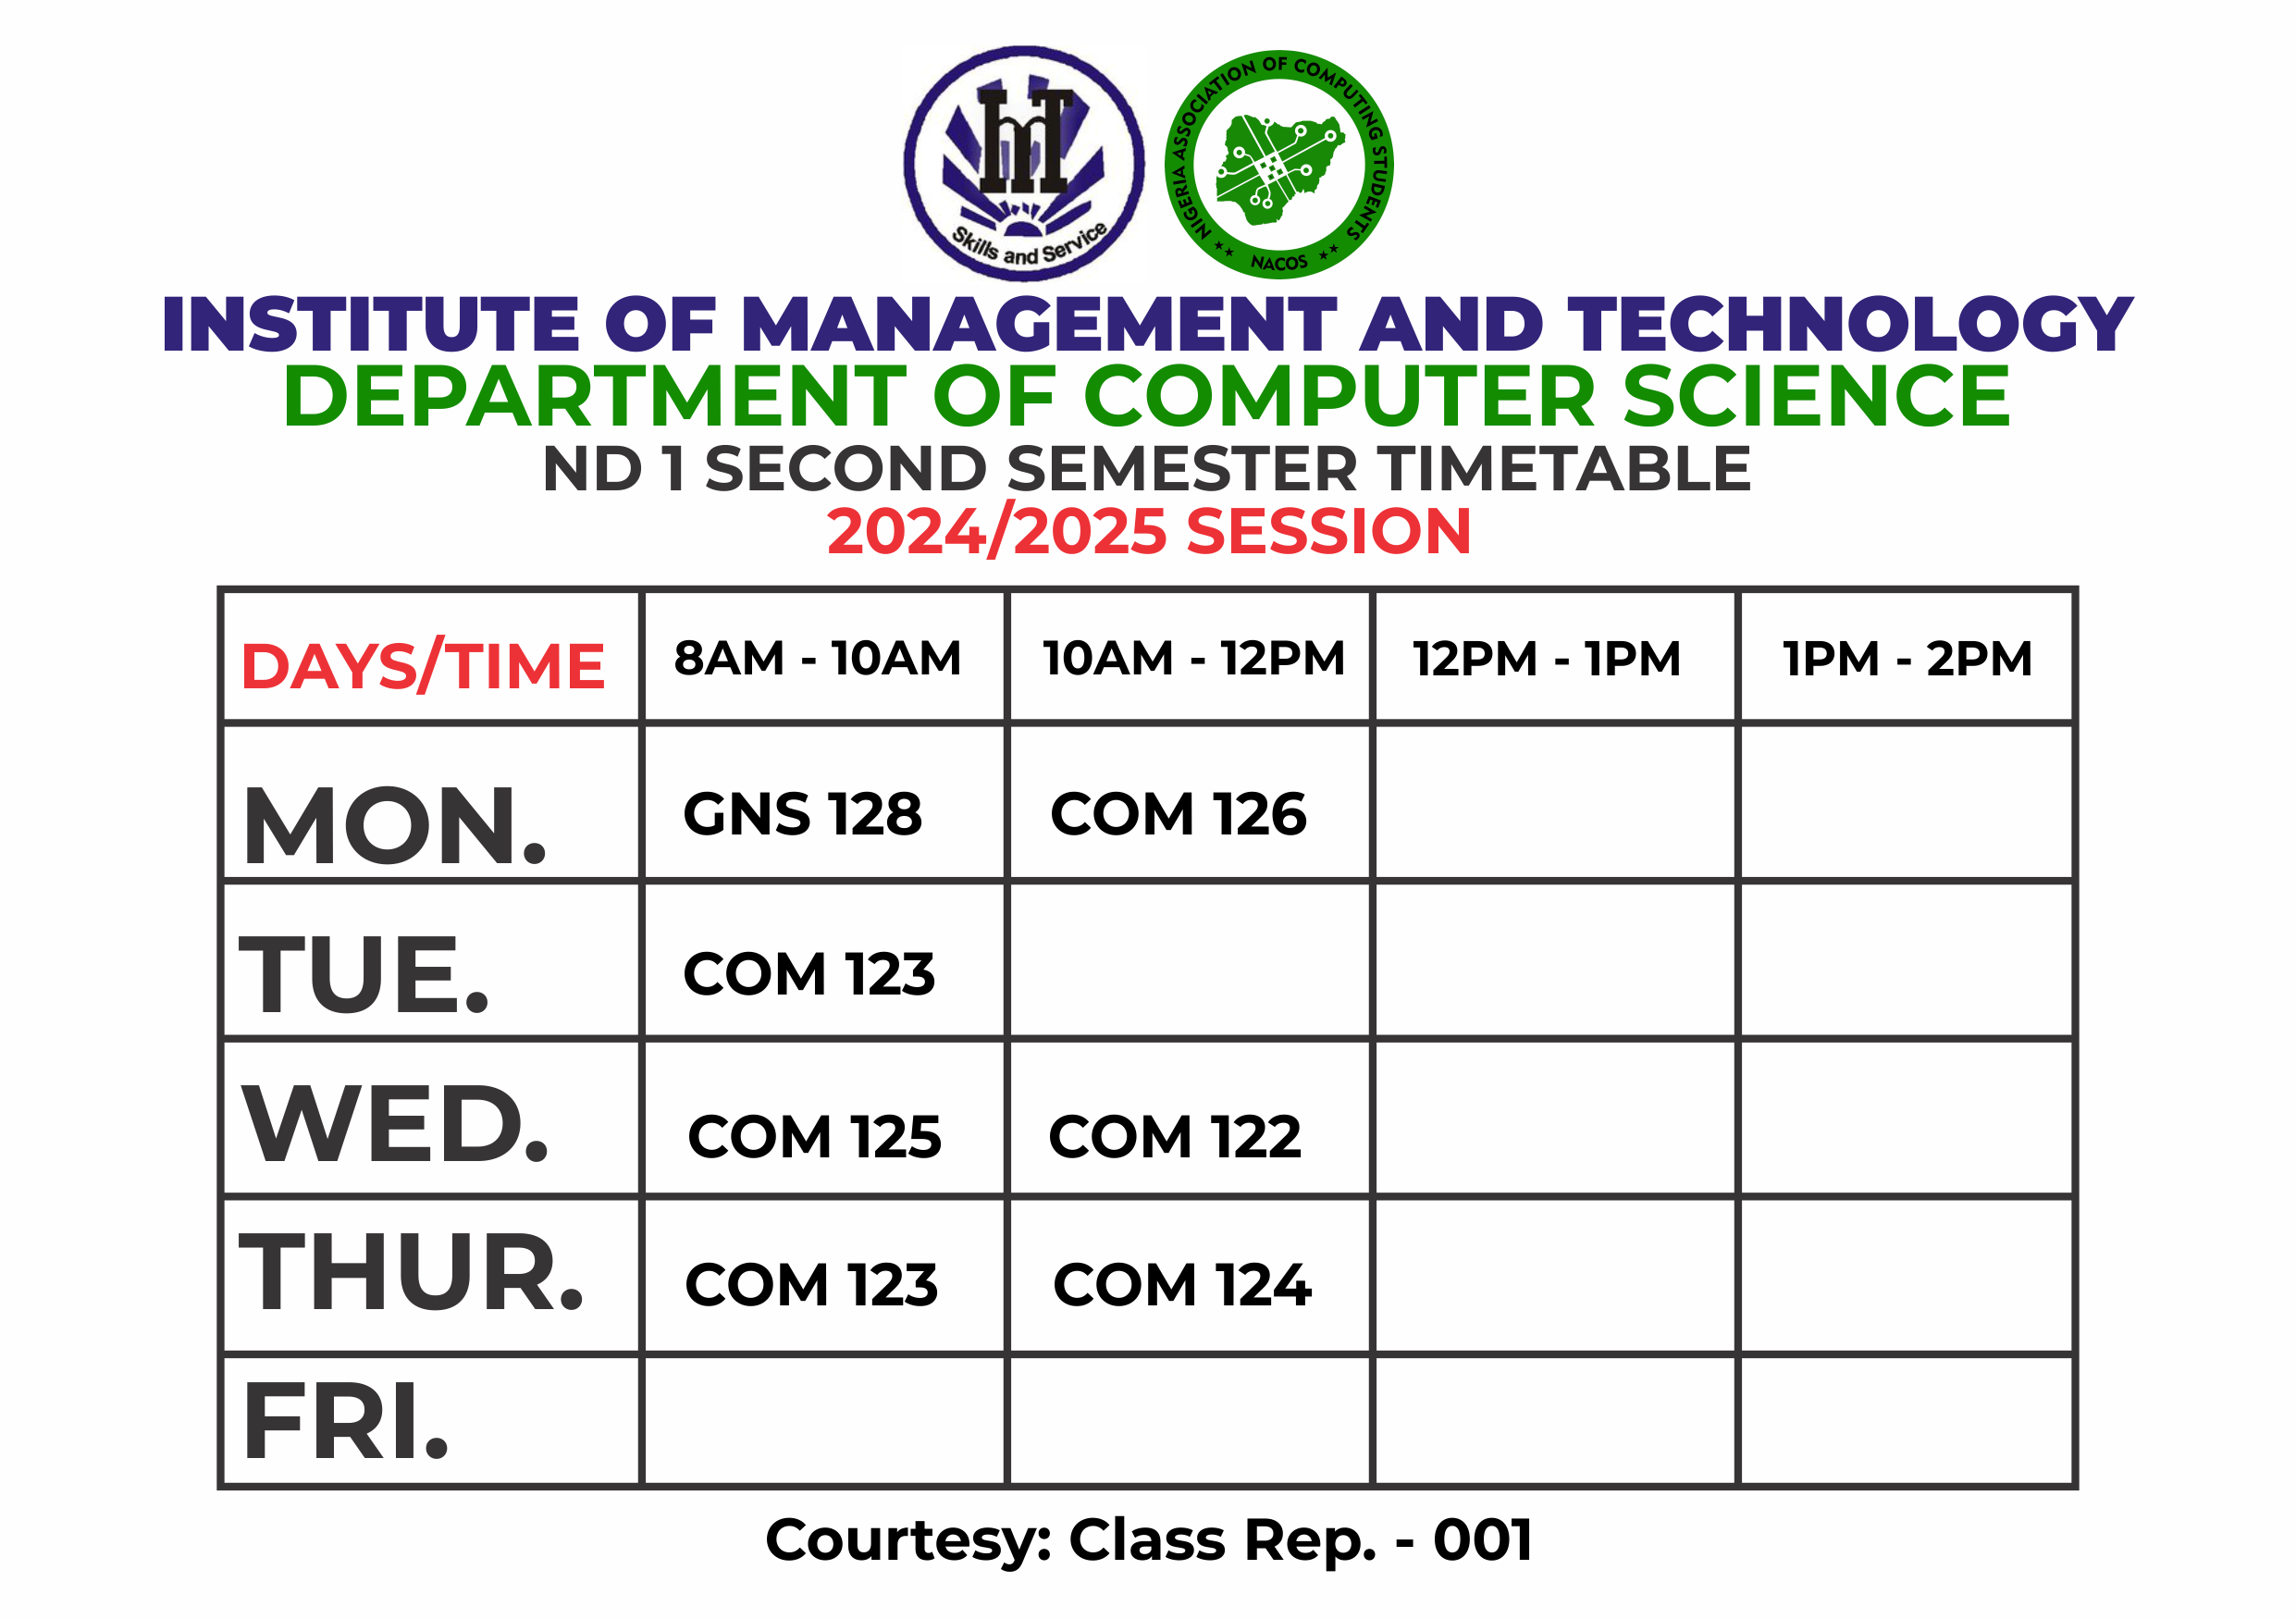 IMT
Skills and Service
NIGERIA ASSOCIATION OF COMPUTING STUDENTS
NACOS
INSTITUTE OF MANAGEMENT AND TECHNOLOGY
DEPARTMENT OF COMPUTER SCIENCE
ND 1 SECOND SEMESTER TIMETABLE
2024/2025 SESSION
DAYS/TIME 8AM - 10AM 10AM - 12PM 12PM - 1PM 1PM - 2PM
MON. GNS 128 COM 126
TUE. COM 123
WED. COM 125 COM 122
THUR. COM 123 COM 124
FRI.
Courtesy: Class Rep. - 001